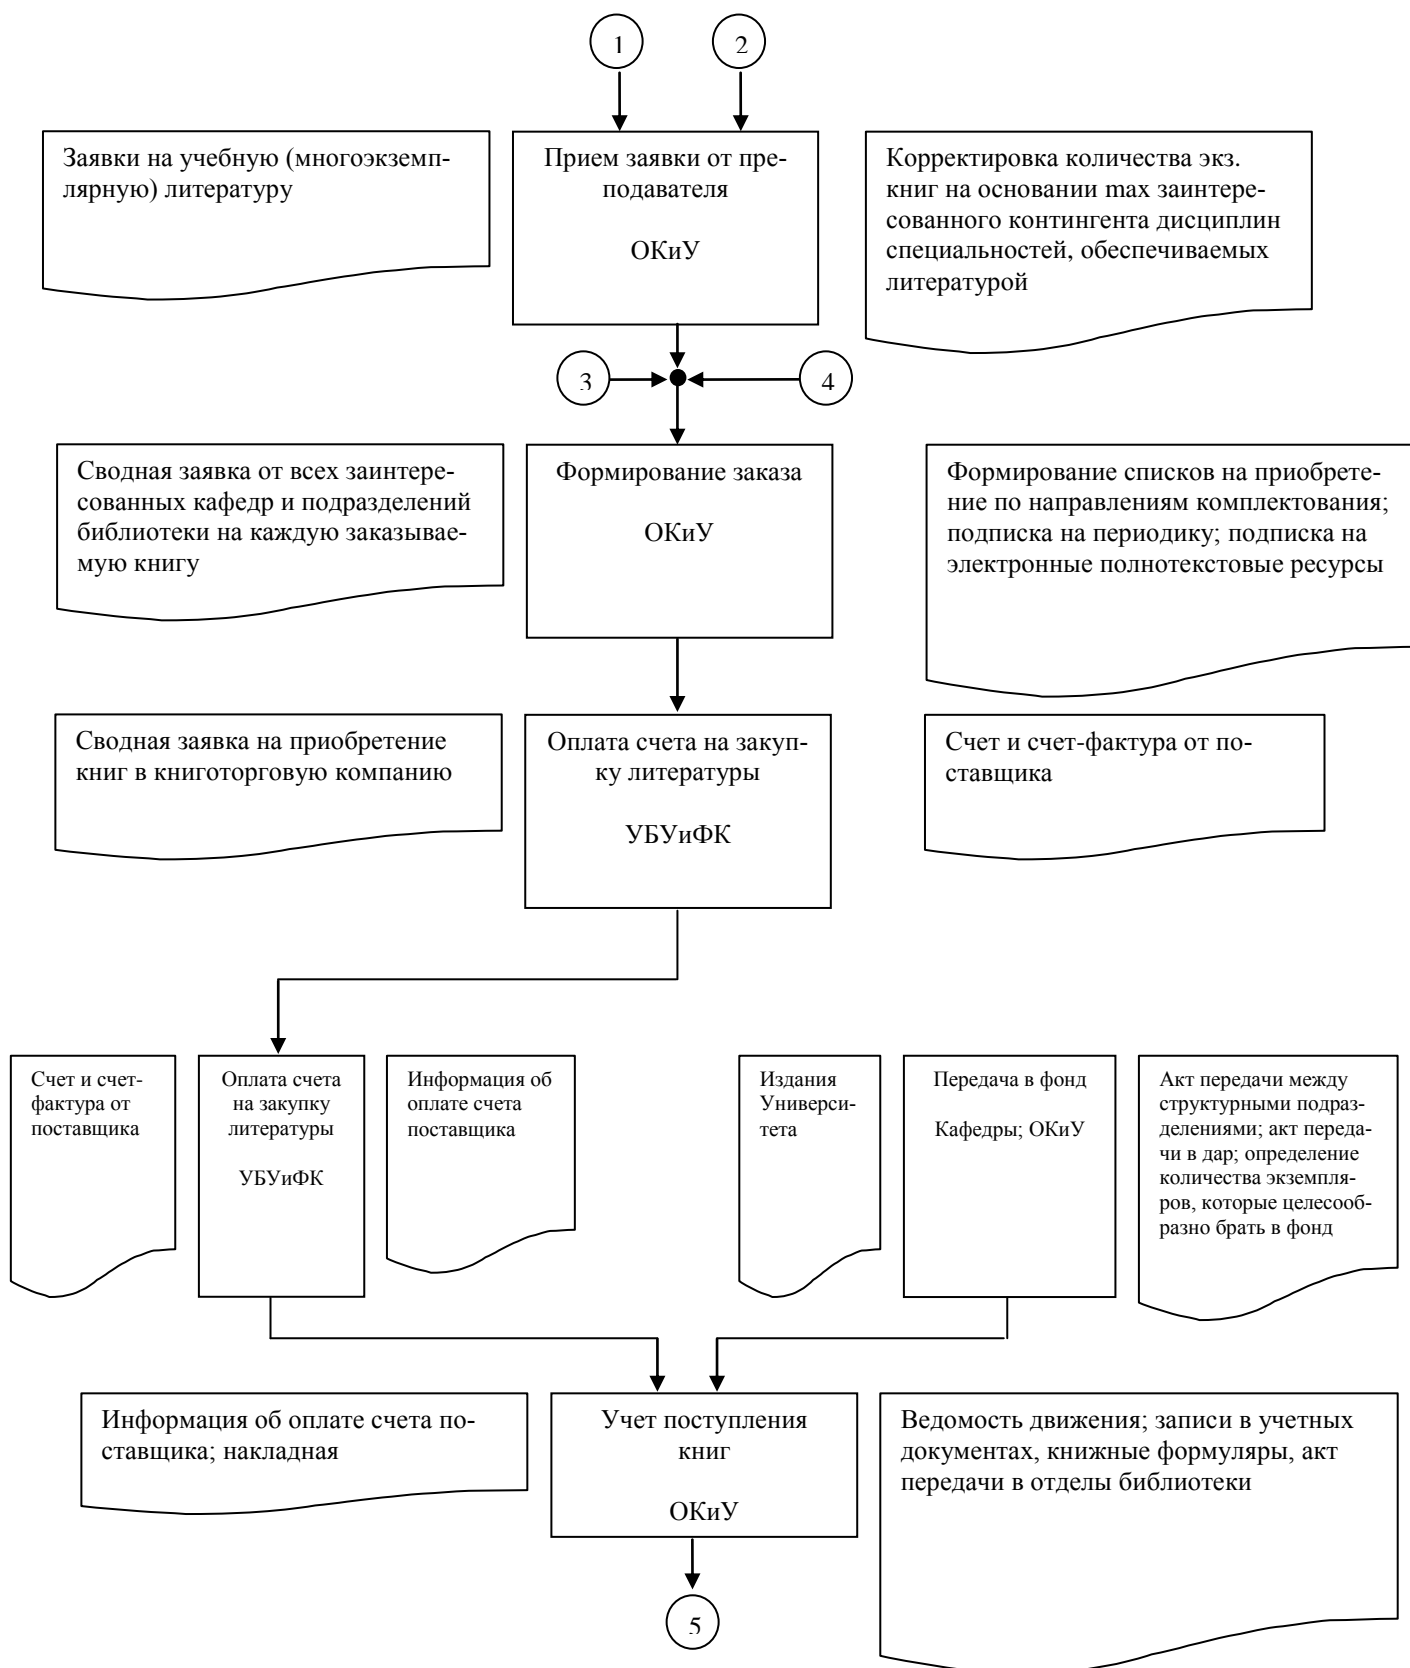 1
2
Заявки на учебную (многоэкземп-
лярную) литературу
Прием заявки от пре-
подавателя
ОКиУ
Корректировка количества экз.
книг на основании max заинтере-
сованного контингента дисциплин
специальностей, обеспечиваемых
литературой
3
4
Сводная заявка от всех заинтере-
сованных кафедр и подразделений
библиотеки на каждую заказывае-
мую книгу
Формирование заказа
ОКиУ
Формирование списков на приобрете-
ние по направлениям комплектования;
подписка на периодику; подписка на
электронные полнотекстовые ресурсы
Сводная заявка на приобретение
книг в книготорговую компанию
Оплата счета на закуп-
ку литературы
УБУиФК
Счет и счет-фактура от по-
ставщика
Счет и счет-
фактура от
поставщика
Оплата счета
на закупку
литературы
УБУиФК
Информация об
оплате счета
поставщика
Издания
Универси-
тета
Передача в фонд
Кафедры; ОКиУ
Акт передачи между
структурными подраз-
делениями; акт переда-
чи в дар; определение
количества экземпля-
ров, которые целесооб-
разно брать в фонд
Информация об оплате счета по-
ставщика; накладная
Учет поступления
книг
ОКиУ
Ведомость движения; записи в учетных
документах, книжные формуляры, акт
передачи в отделы библиотеки
5